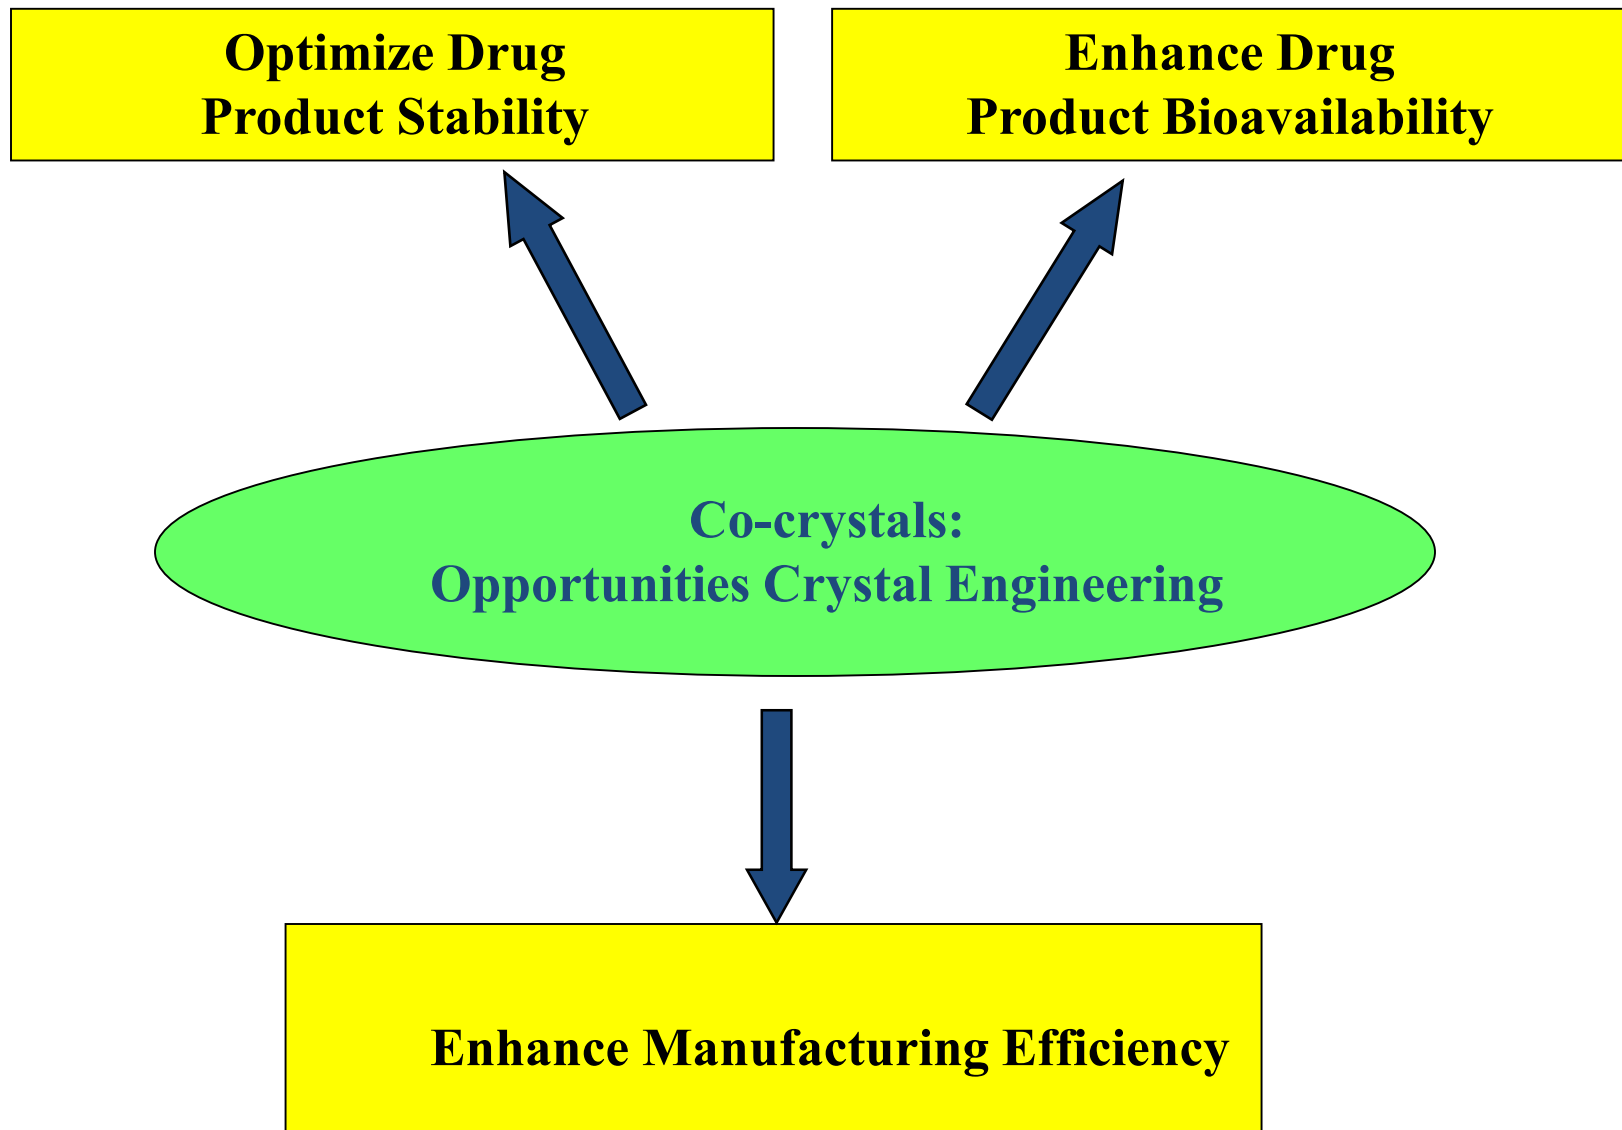 Optimize Drug
Product Stability
Enhance Drug
Product Bioavailability
Co-crystals:
Opportunities Crystal Engineering
Enhance Manufacturing Efficiency